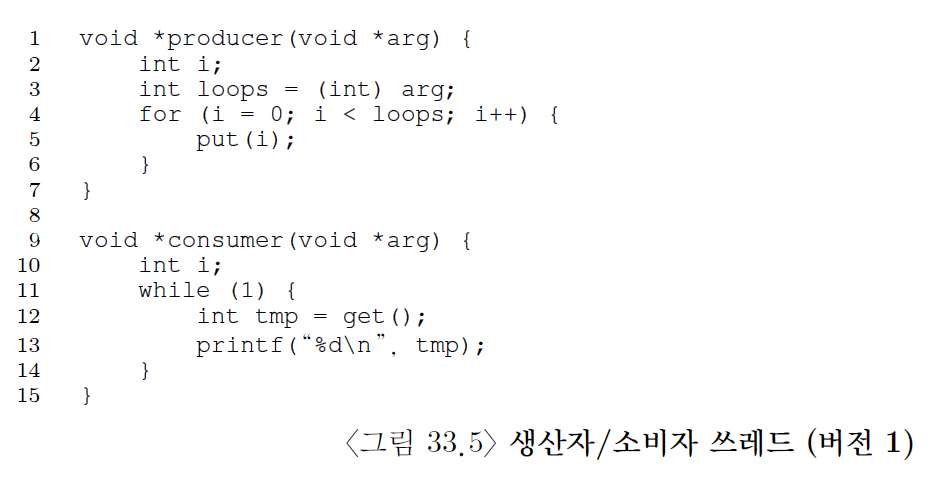 1 void *producer(void *arg) {
2 int i;
3 int loops = (int) arg;
4 for (i = 0; i < loops; i++) {
5 put(i);
6 }
7 }
8
9 void *consumer(void *arg) {
10 int i;
11 while (1) {
12 int tmp = get();
13 printf(“%d\n”, tmp);
14 }
15 }
〈그림 33.5〉 생산자/소비자 쓰레드 (버전 1)